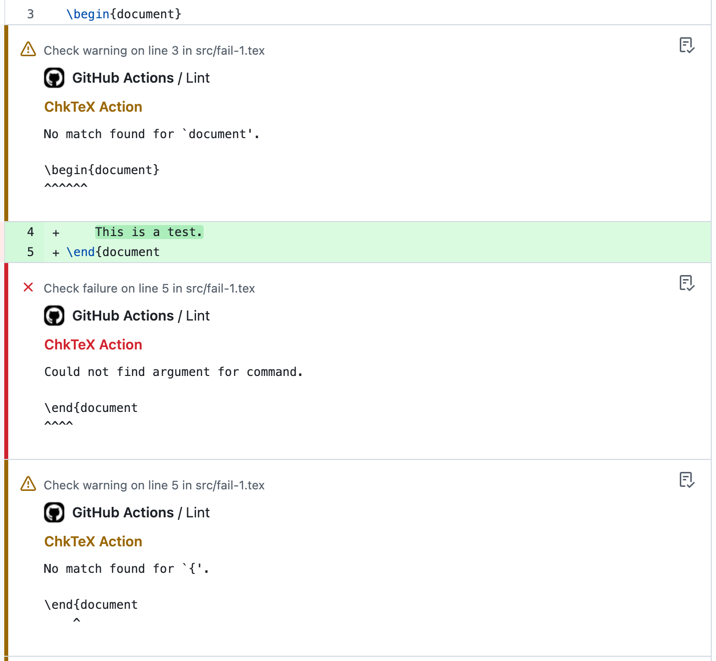 3 \begin{document}
Check warning on line 3 in src/fail-1.tex
GitHub Actions / Lint
ChkTeX Action
No match found for `document'.
\begin{document}
^^^^^^
4 + This is a test.
5 + \end{document
Check failure on line 5 in src/fail-1.tex
GitHub Actions / Lint
ChkTeX Action
Could not find argument for command.
\end{document
^^^^
Check warning on line 5 in src/fail-1.tex
GitHub Actions / Lint
ChkTeX Action
No match found for `{'.
\end{document
^